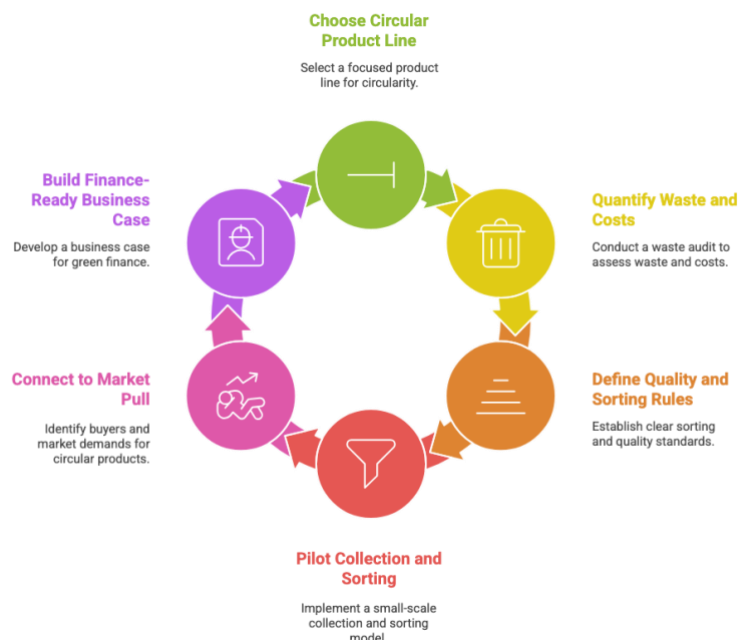 Choose Circular
Product Line
Select a focused product
line for circularity.
Quantify Waste and
Costs
Conduct a waste audit to
assess waste and costs.
Define Quality and
Sorting Rules
Establish clear sorting
and quality standards.
Pilot Collection and
Sorting
Implement a small-scale
collection and sorting
model.
Connect to Market
Pull
Identify buyers and
market demands for
circular products.
Build Finance-
Ready Business
Case
Develop a business case
for green finance.